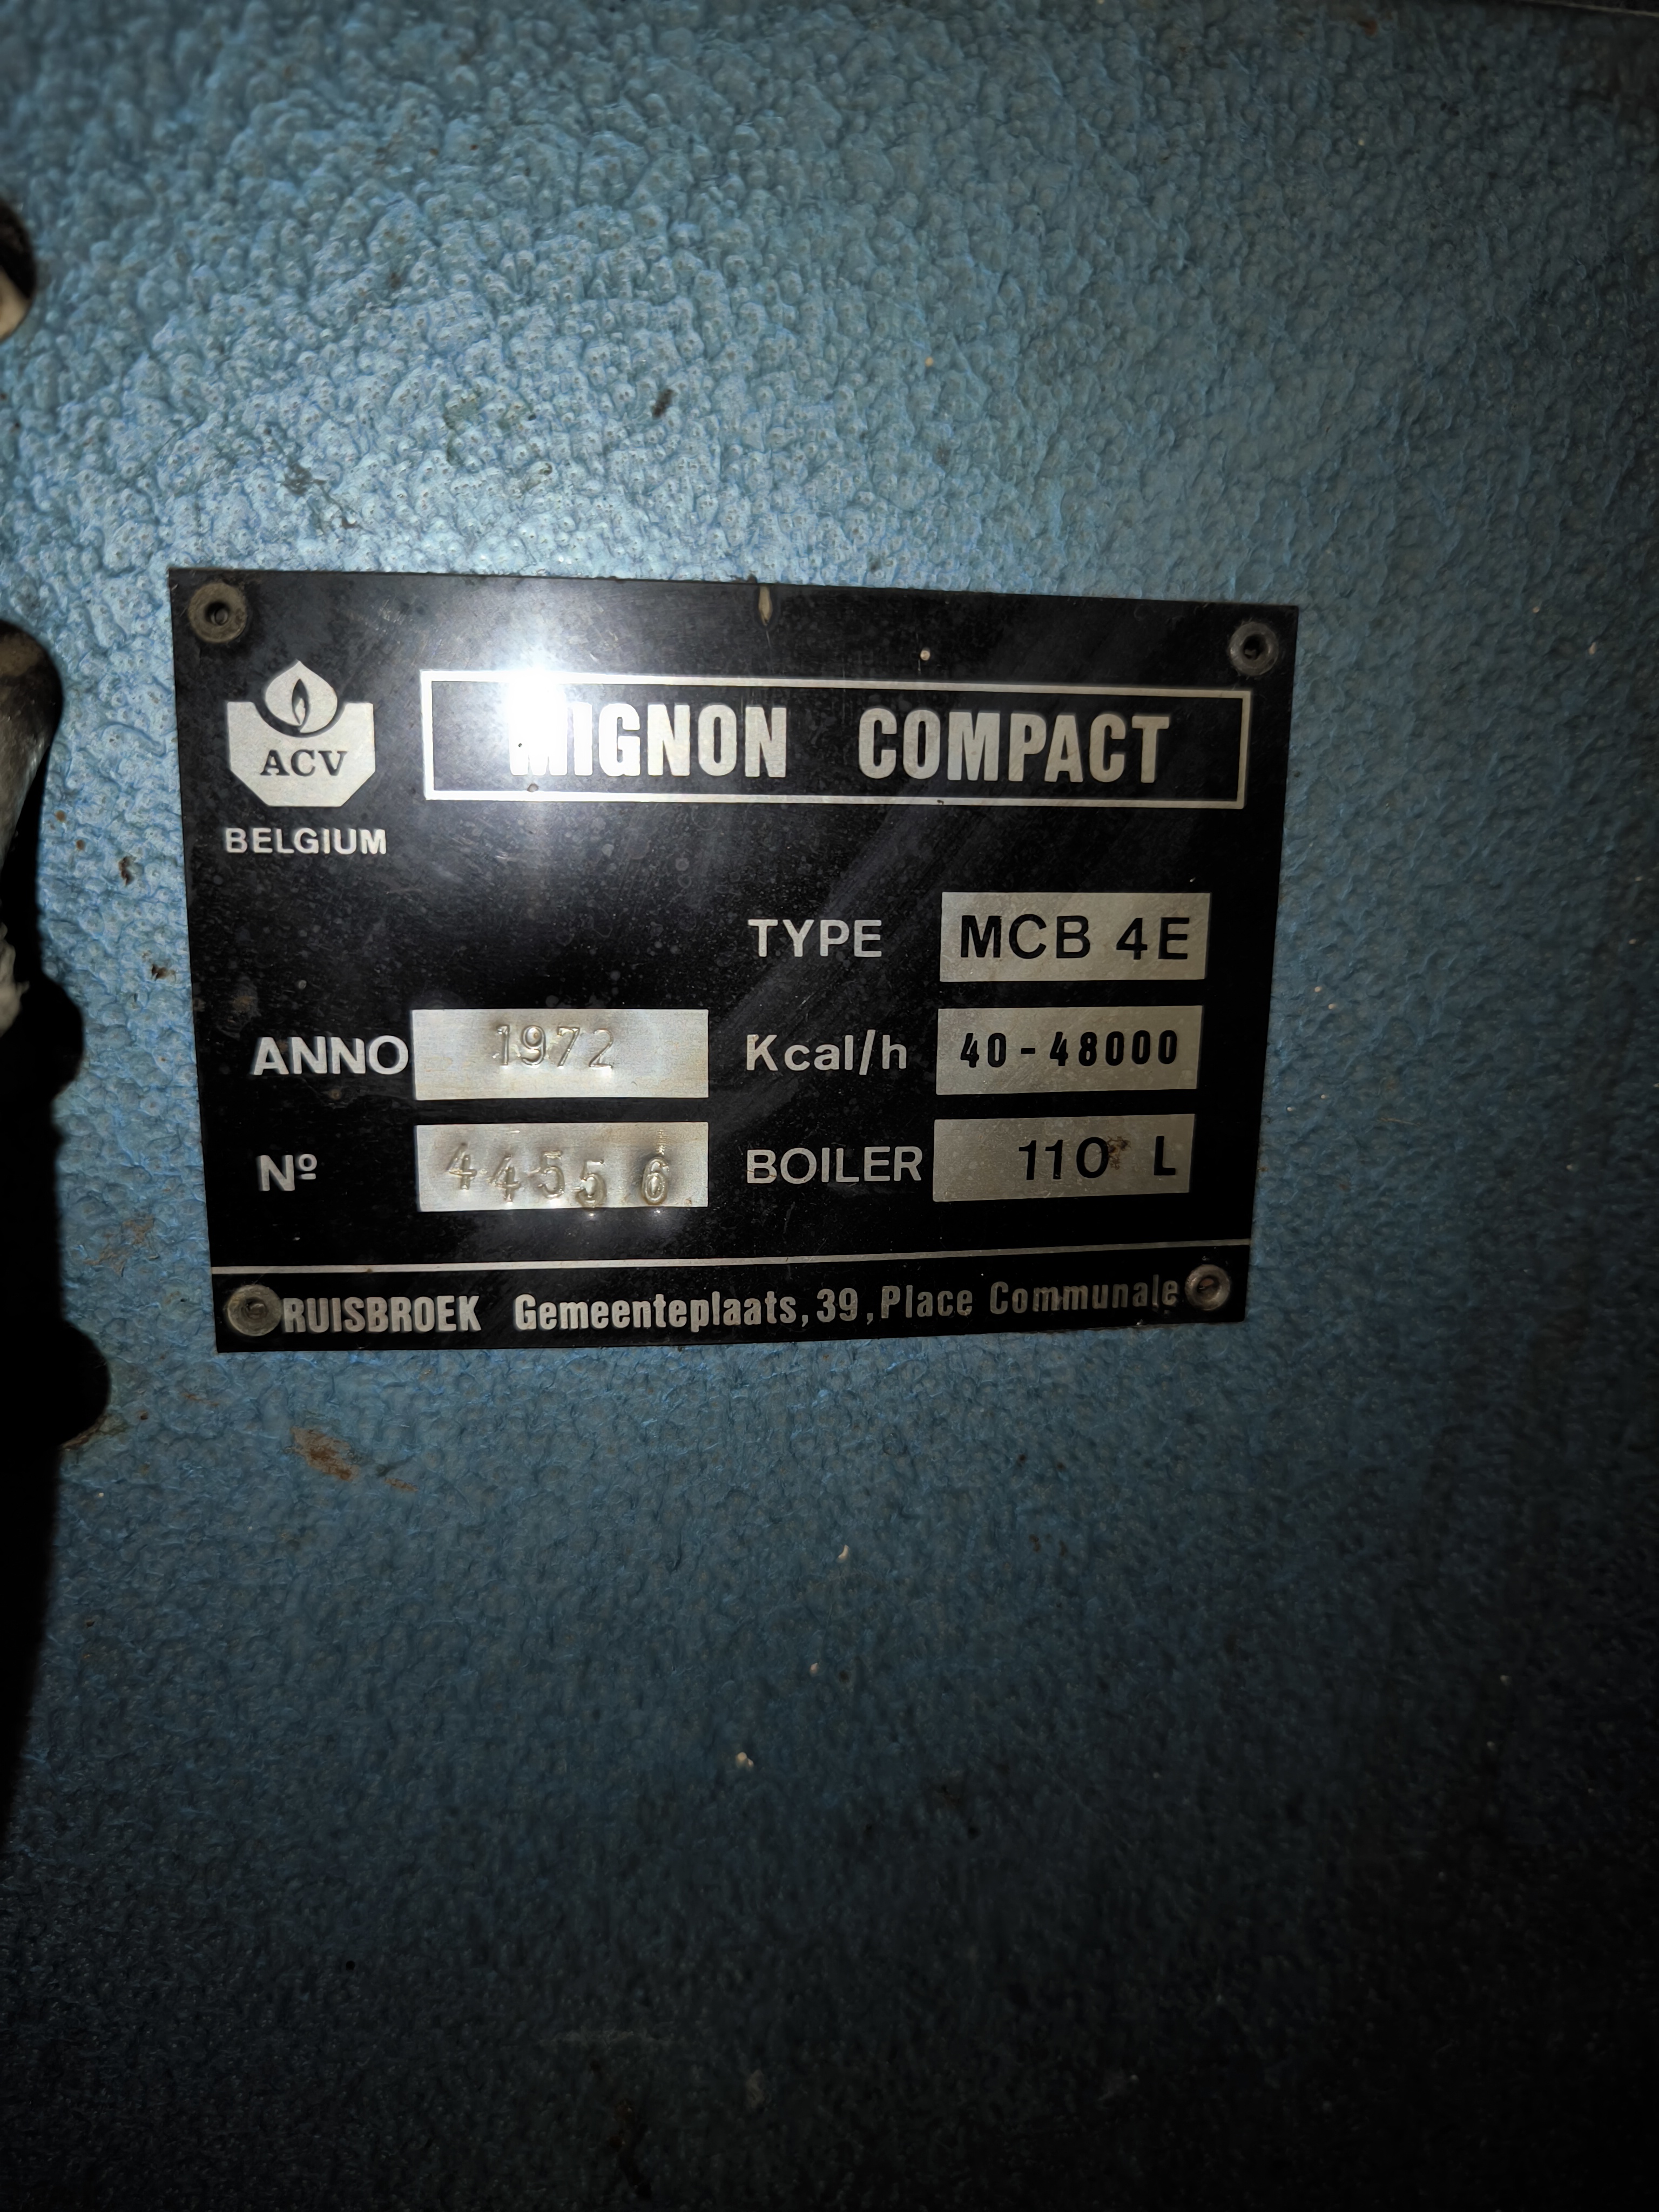 ACV
MIGNON COMPACT
BELGIUM
TYPE MCB 4E
ANNO 1972 Kcal/h 40-48000
Nº 44556 BOILER 110 L
RUISBROEK Gemeenteplaats, 39, Place Communale